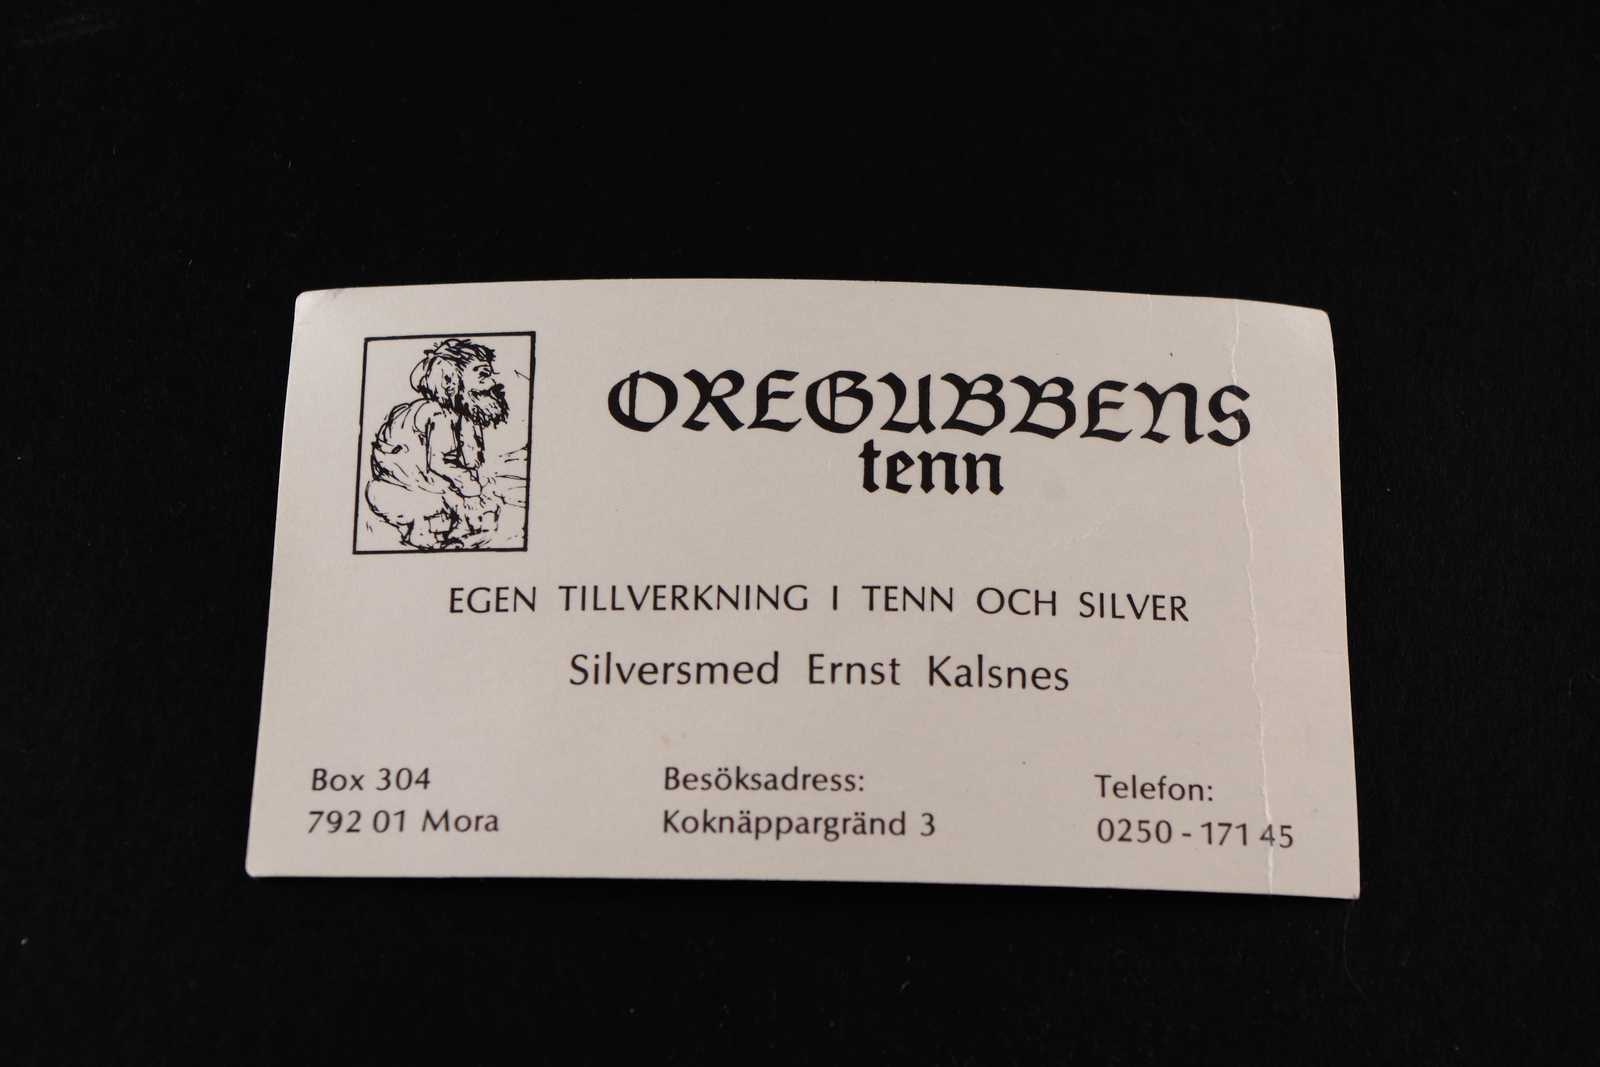 OREGUBBENS
tenn
EGEN TILLVERKNING I TENN OCH SILVER
Silversmed Ernst Kalsnes
Box 304
792 01 Mora
Besöksadress:
Koknäppargränd 3
Telefon:
0250 - 171 45